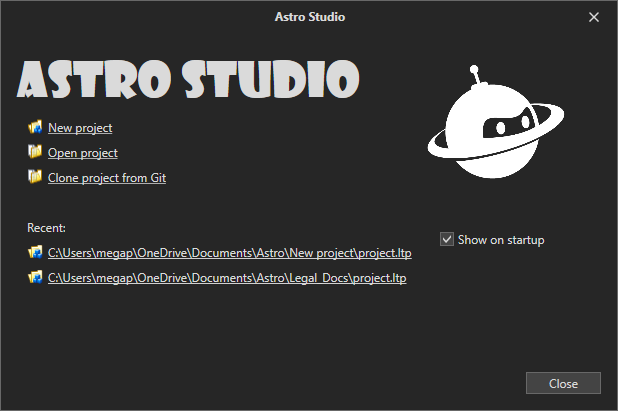 Astro Studio
ASTRO STUDIO
New project
Open project
Clone project from Git
Recent:
C:\Users\megap\OneDrive\Documents\Astro\New project\project.ltp
Show on startup
C:\Users\megap\OneDrive\Documents\Astro\Legal_Docs\project.ltp
Close